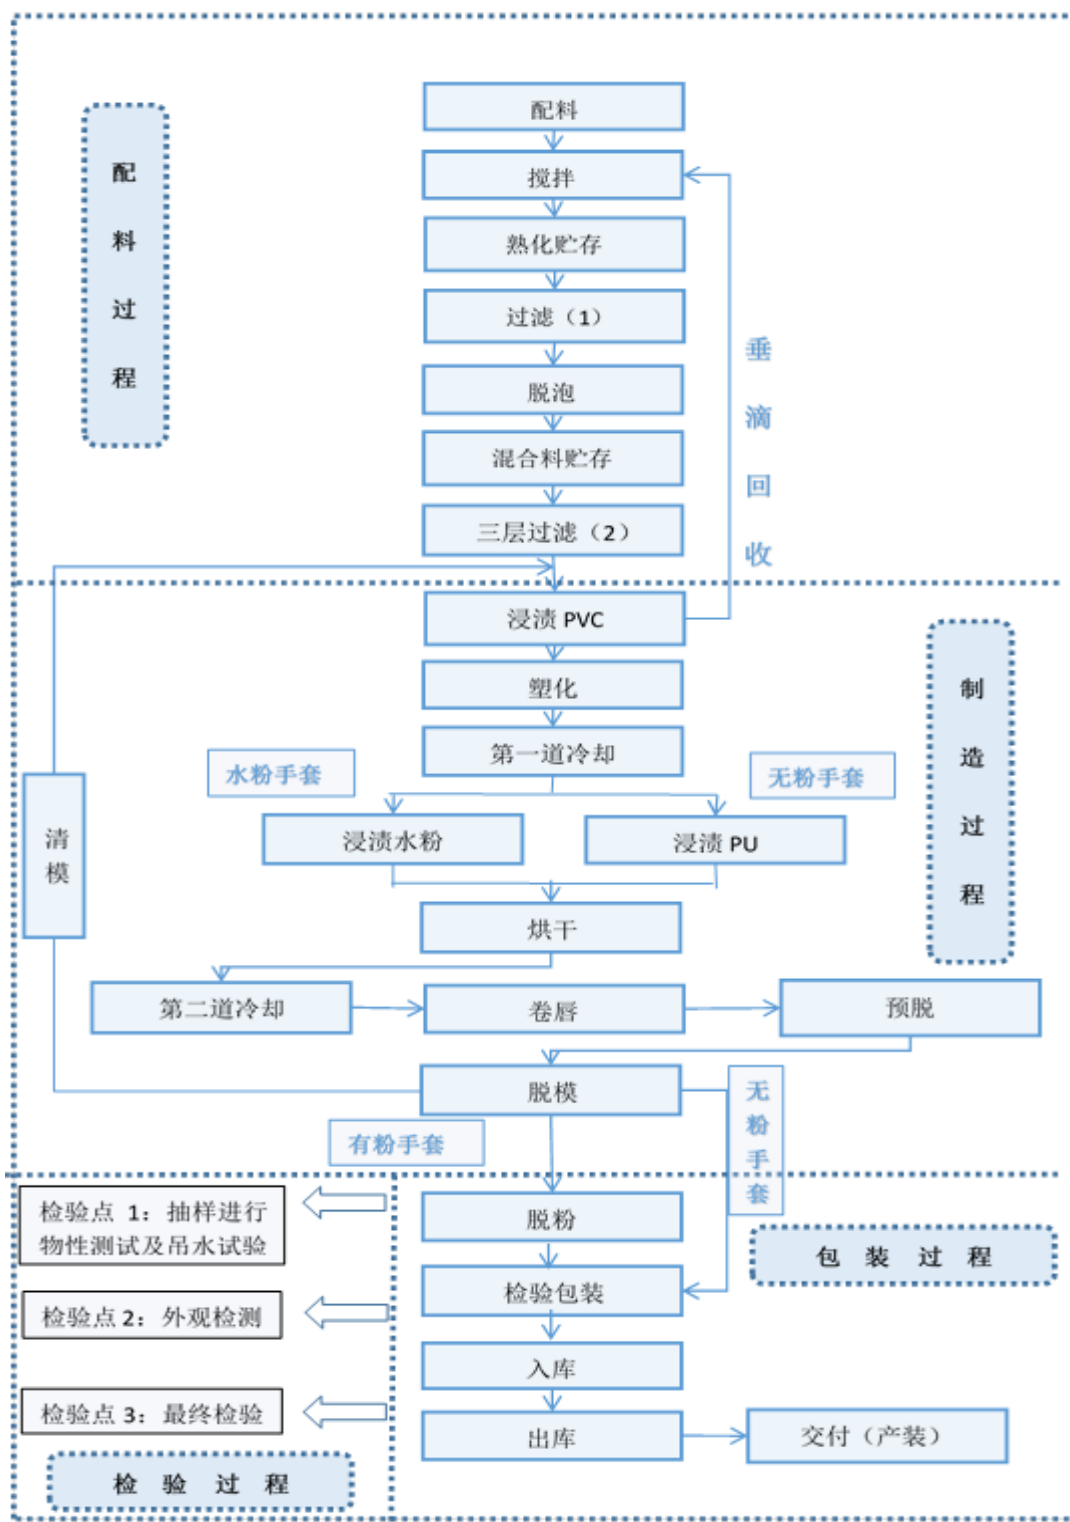 配料过程
配料
搅拌
熟化贮存
过滤（1）
脱泡
混合料贮存
三层过滤（2）
垂滴回收
浸渍 PVC
塑化
第一道冷却
制造过程
水粉手套
无粉手套
清模
浸渍水粉
浸渍 PU
烘干
第二道冷却
卷唇
预脱
脱模
有粉手套
无粉手套
检验点 1：抽样进行
物性测试及吊水试验
脱粉
包装过程
检验包装
检验点 2：外观检测
入库
检验点 3：最终检验
出库
交付（产装）
检验过程